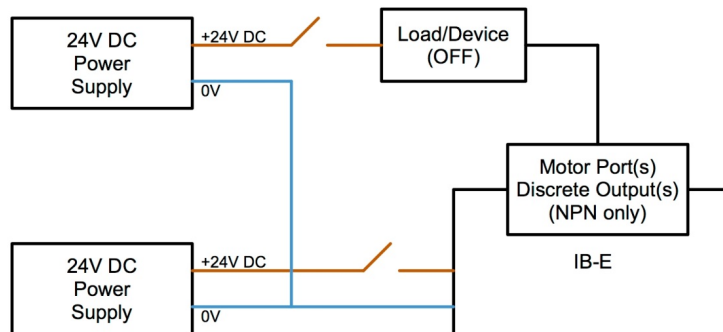 24V DC
Power
Supply
+24V DC
0V
Load/Device
(OFF)
Motor Port(s)
Discrete Output(s)
(NPN only)
IB-E
24V DC
Power
Supply
+24V DC
0V